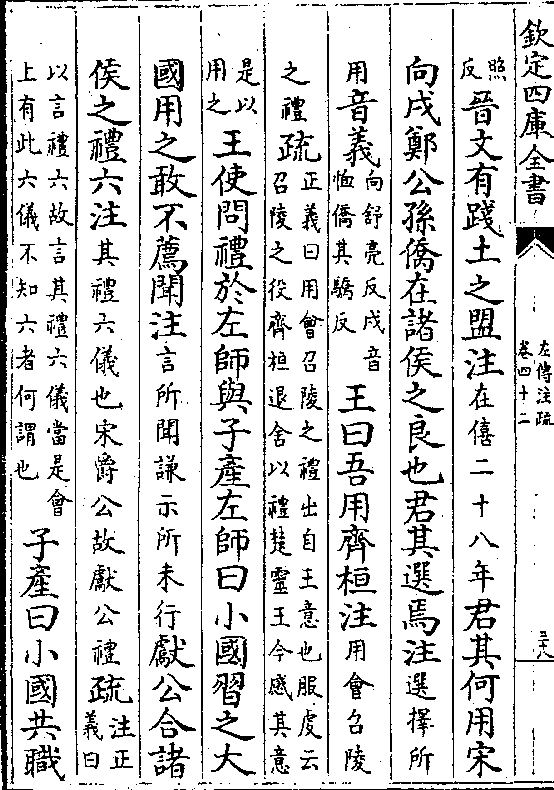 欽定四庫全書
左傳注疏
卷四十二
照反晉文有踐土之盟注在僖二十八年君其何用宋
向戌鄭公孫僑在諸侯之良也君其選焉注選擇所
用音義向舒亮反戌音恤僑其驕反王曰吾用齊桓注用會召陵
之禮疏正義曰用會召陵之禮出自王意也服虔云召陵之役齊桓退舍以禮楚靈王今感其意
是以用之王使問禮於左師與子產左師曰小國習之大
國用之敢不薦聞注言所聞謙示所未行獻公合諸
侯之禮六注其禮六儀也宋爵公故獻公禮疏注正義曰
以言禮六故言其禮六儀當是會上有此六儀不知六者何謂也子產曰小國共職